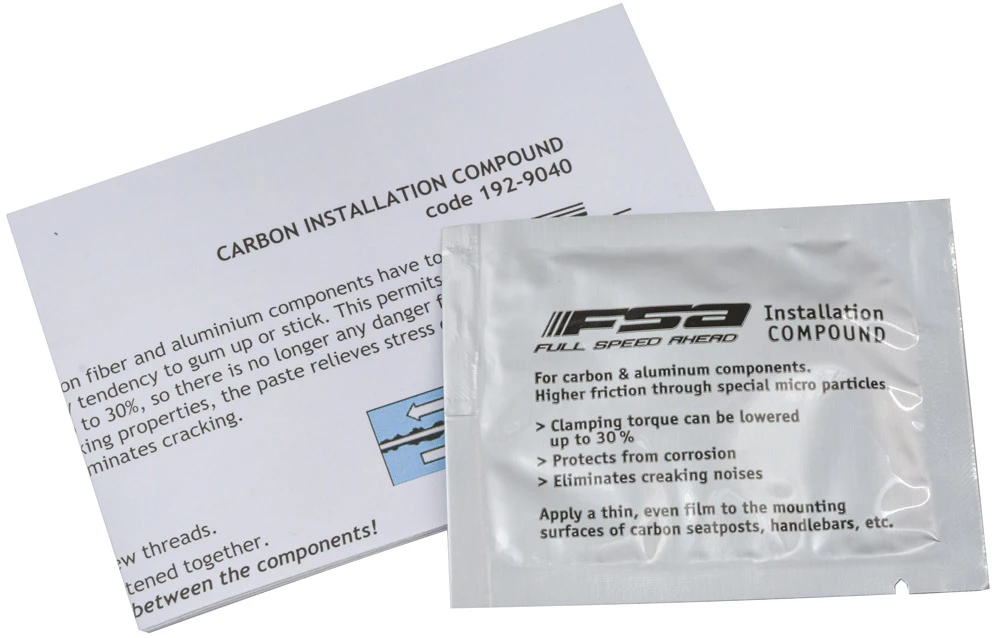 CARBON INSTALLATION COMPOUND
code 192-9040
on fiber and aluminium components have to
tendency to gum up or stick. This permits
to 30%, so there is no longer any danger
king properties, the paste relieves stress
minates cracking.
ew threads.
tened together.
between the components!
FSA
FULL SPEED AHEAD
Installation
COMPOUND
For carbon & aluminum components.
Higher friction through special micro particles
> Clamping torque can be lowered
up to 30%
> Protects from corrosion
> Eliminates creaking noises
Apply a thin, even film to the mounting
surfaces of carbon seatposts, handlebars, etc.